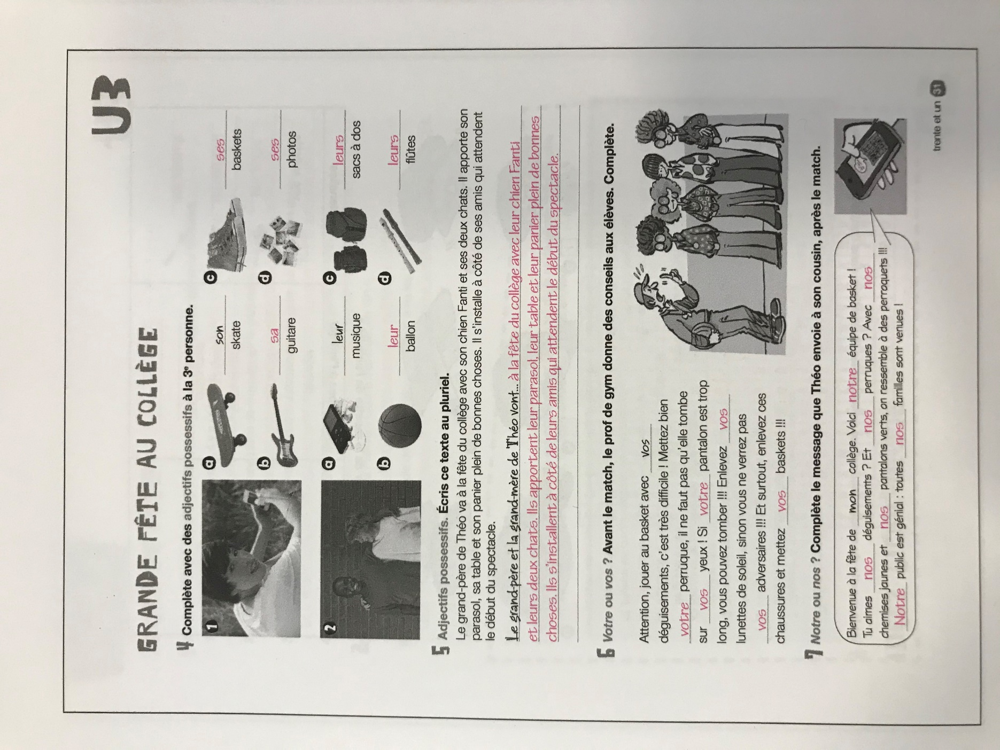 U3
GRANDE FÊTE AU COLLÈGE
4 Complète avec des adjectifs possessifs à la 3e personne.
1
a son skate
c ses baskets
b sa guitare
d ses photos
2
a leur musique
c leurs sacs à dos
b leur ballon
d leurs flûtes
5 Adjectifs possessifs. Écris ce texte au pluriel.
Le grand-père de Théo va à la fête du collège avec son chien Fanti et ses deux chats. Il apporte son
parasol, sa table et son panier plein de bonnes choses. Il s'installe à côté de ses amis qui attendent
le début du spectacle.
Le grand-père et la grand-mère de Théo vont... à la fête du collège avec leur chien Fanti
et leurs deux chats. Ils apportent leur parasol, leur table et leur panier plein de bonnes
choses. Ils s'installent à côté de leurs amis qui attendent le début du spectacle.
6 Votre ou vos ? Avant le match, le prof de gym donne des conseils aux élèves. Complète.
Attention, jouer au basket avec vos
déguisements, c'est très difficile ! Mettez bien
votre perruque, il ne faut pas qu'elle tombe
sur vos yeux ! Si votre pantalon est trop
long, vous pouvez tomber !!! Enlevez vos
lunettes de soleil, sinon vous ne verrez pas
vos adversaires !!! Et surtout, enlevez ces
chaussures et mettez vos baskets !!!
7 Notre ou nos ? Complète le message que Théo envoie à son cousin, après le match.
Bienvenue à la fête de mon collège. Voici notre équipe de basket !
Tu aimes nos déguisements ? Et nos perruques ? Avec nos
chemises jaunes et nos pantalons verts, on ressemble à des perroquets !!!
Notre public est génial : toutes nos familles sont venues !
trente et un 31